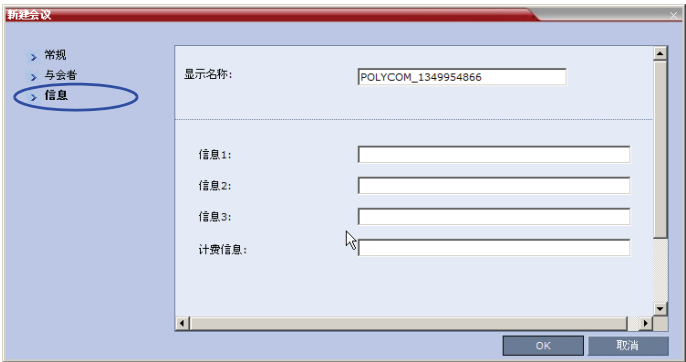 新建会议
常规
与会者
信息
显示名称:
POLYCOM_1349954866
信息1:
信息2:
信息3:
计费信息:
OK
取消